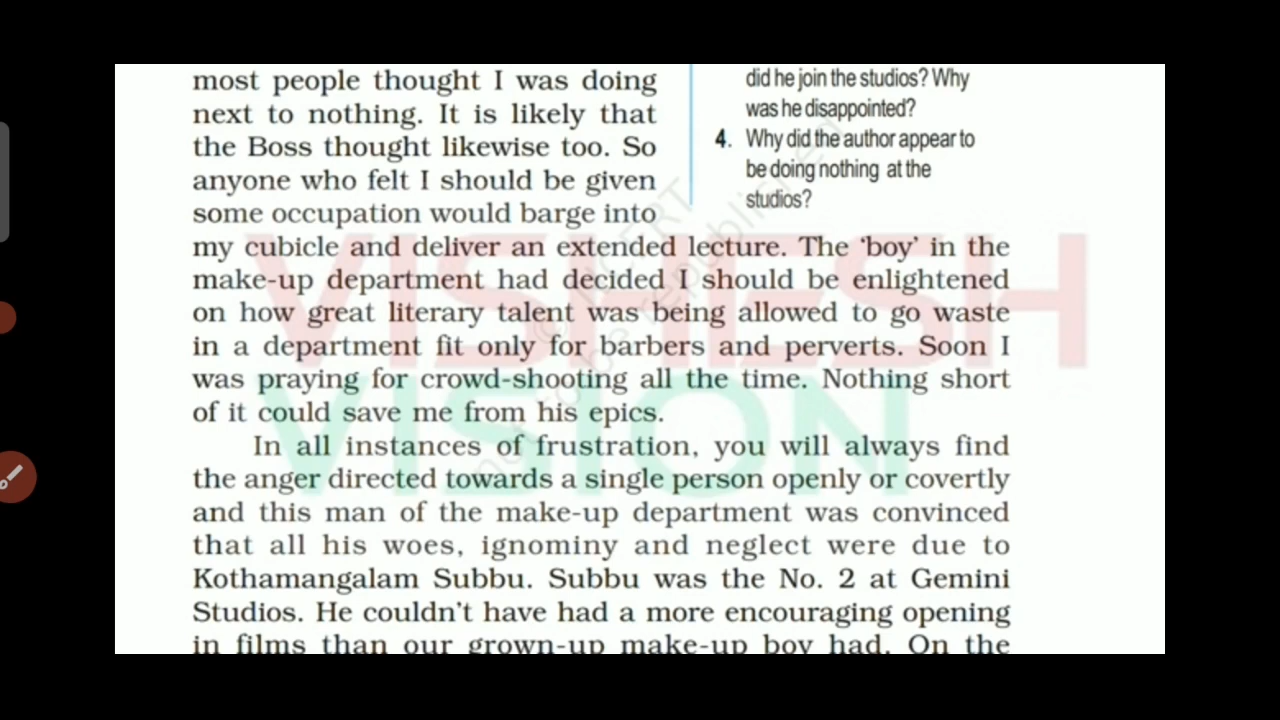 most people thought I was doing
next to nothing. It is likely that
the Boss thought likewise too. So
anyone who felt I should be given
some occupation would barge into
my cubicle and deliver an extended lecture. The ‘boy’ in the
make-up department had decided I should be enlightened
on how great literary talent was being allowed to go waste
in a department fit only for barbers and perverts. Soon I
was praying for crowd-shooting all the time. Nothing short
of it could save me from his epics.
In all instances of frustration, you will always find
the anger directed towards a single person openly or covertly
and this man of the make-up department was convinced
that all his woes, ignominy and neglect were due to
Kothamangalam Subbu. Subbu was the No. 2 at Gemini
Studios. He couldn’t have had a more encouraging opening
in films than our grown-up make-up boy had. On the
did he join the studios? Why
was he disappointed?
4. Why did the author appear to
be doing nothing at the
studios?
VISHESH
VISION